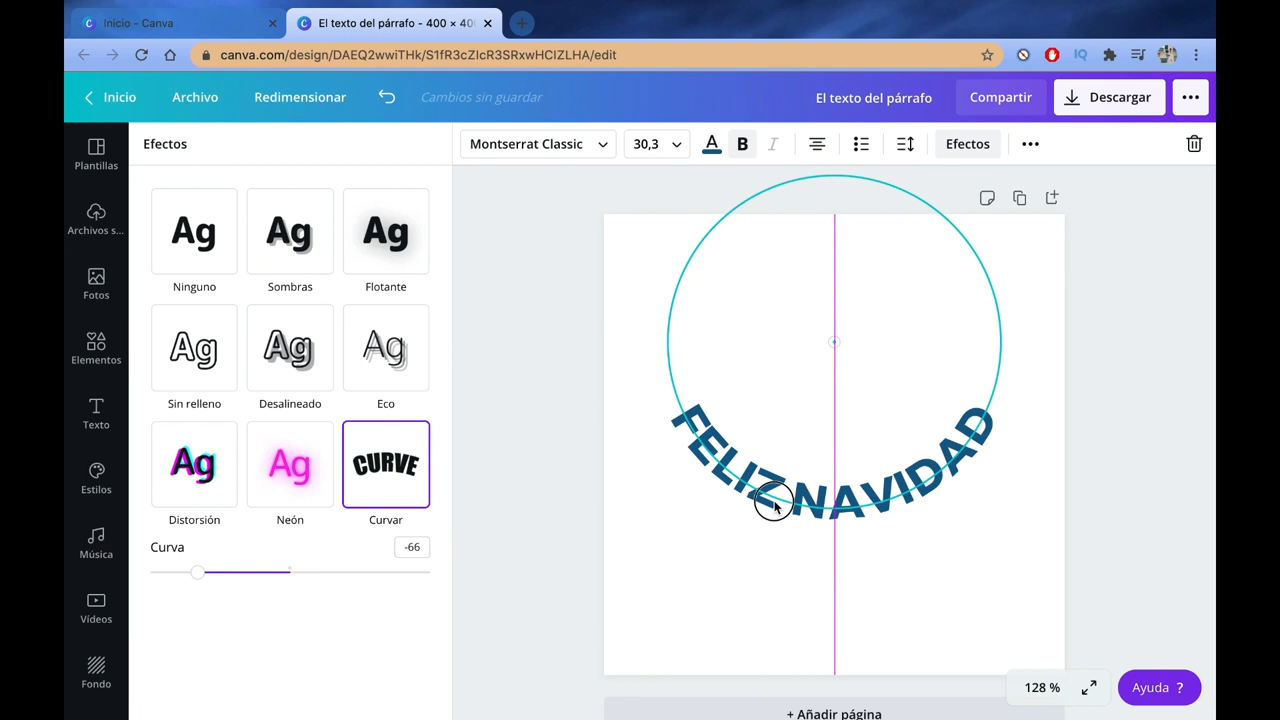 Inicio - Canva
El texto del párrafo - 400 × 40
canva.com/design/DAEQ2wwiTHk/S1fR3cZIcR3SRxwHCIZLHA/edit
IQ
Inicio
Archivo
Redimensionar
Cambios sin guardar
El texto del párrafo
Compartir
Descargar
Plantillas
Archivos s...
Fotos
Elementos
Texto
Estilos
Música
Vídeos
Fondo
Efectos
Ag
Ag
Ag
Ninguno
Sombras
Flotante
Ag
Ag
Ag
Sin relleno
Desalineado
Eco
Ag
Ag
CURVE
Distorsión
Neón
Curvar
Curva
-66
Montserrat Classic
30,3
A
B
I
Efectos
FELIZ NAVIDAD
128 %
Ayuda ?
+ Añadir página